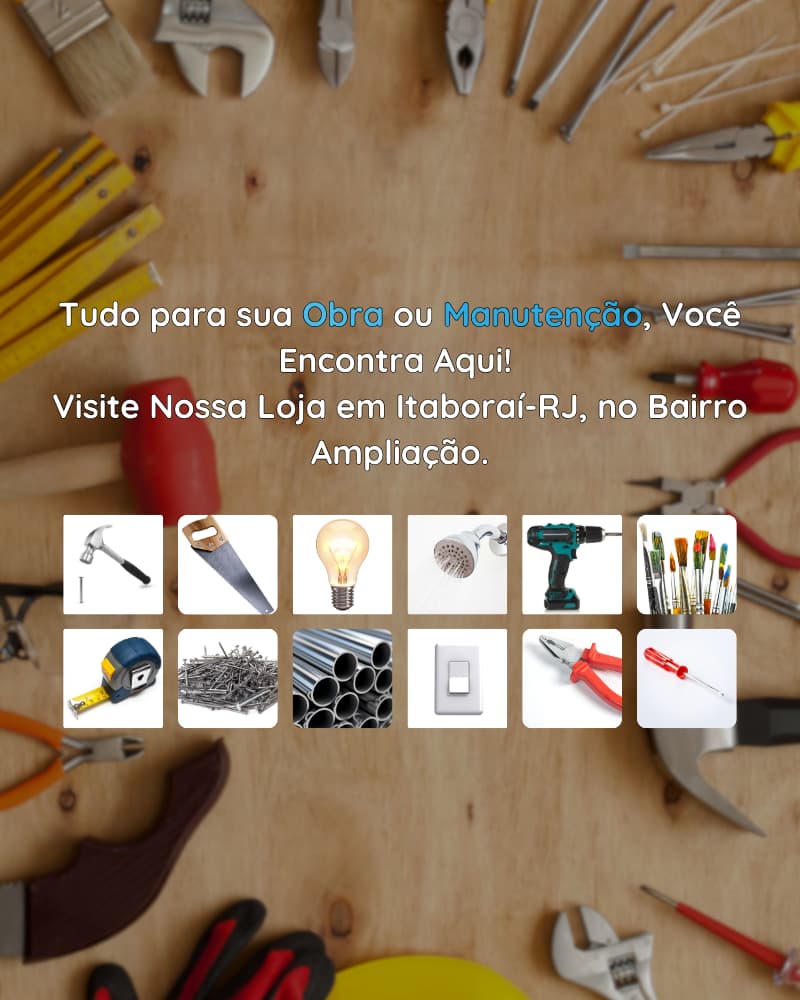 Tudo para sua Obra ou Manutenção, Você
Encontra Aqui!
Visite Nossa Loja em Itaboraí-RJ, no Bairro
Ampliação.